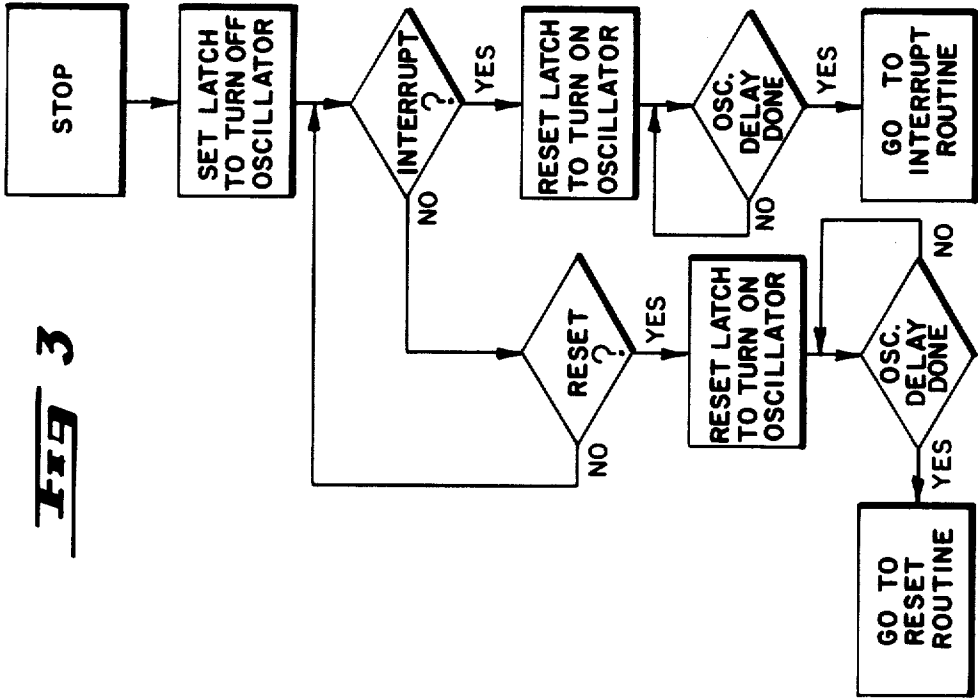 Fig 3
STOP
SET LATCH
TO TURN OFF
OSCILLATOR
INTERRUPT
?
YES
NO
RESET LATCH
TO TURN ON
OSCILLATOR
OSC.
DELAY
DONE
NO
YES
GO TO
INTERRUPT
ROUTINE
RESET
?
NO
YES
RESET LATCH
TO TURN ON
OSCILLATOR
OSC.
DELAY
DONE
NO
YES
GO TO
RESET
ROUTINE